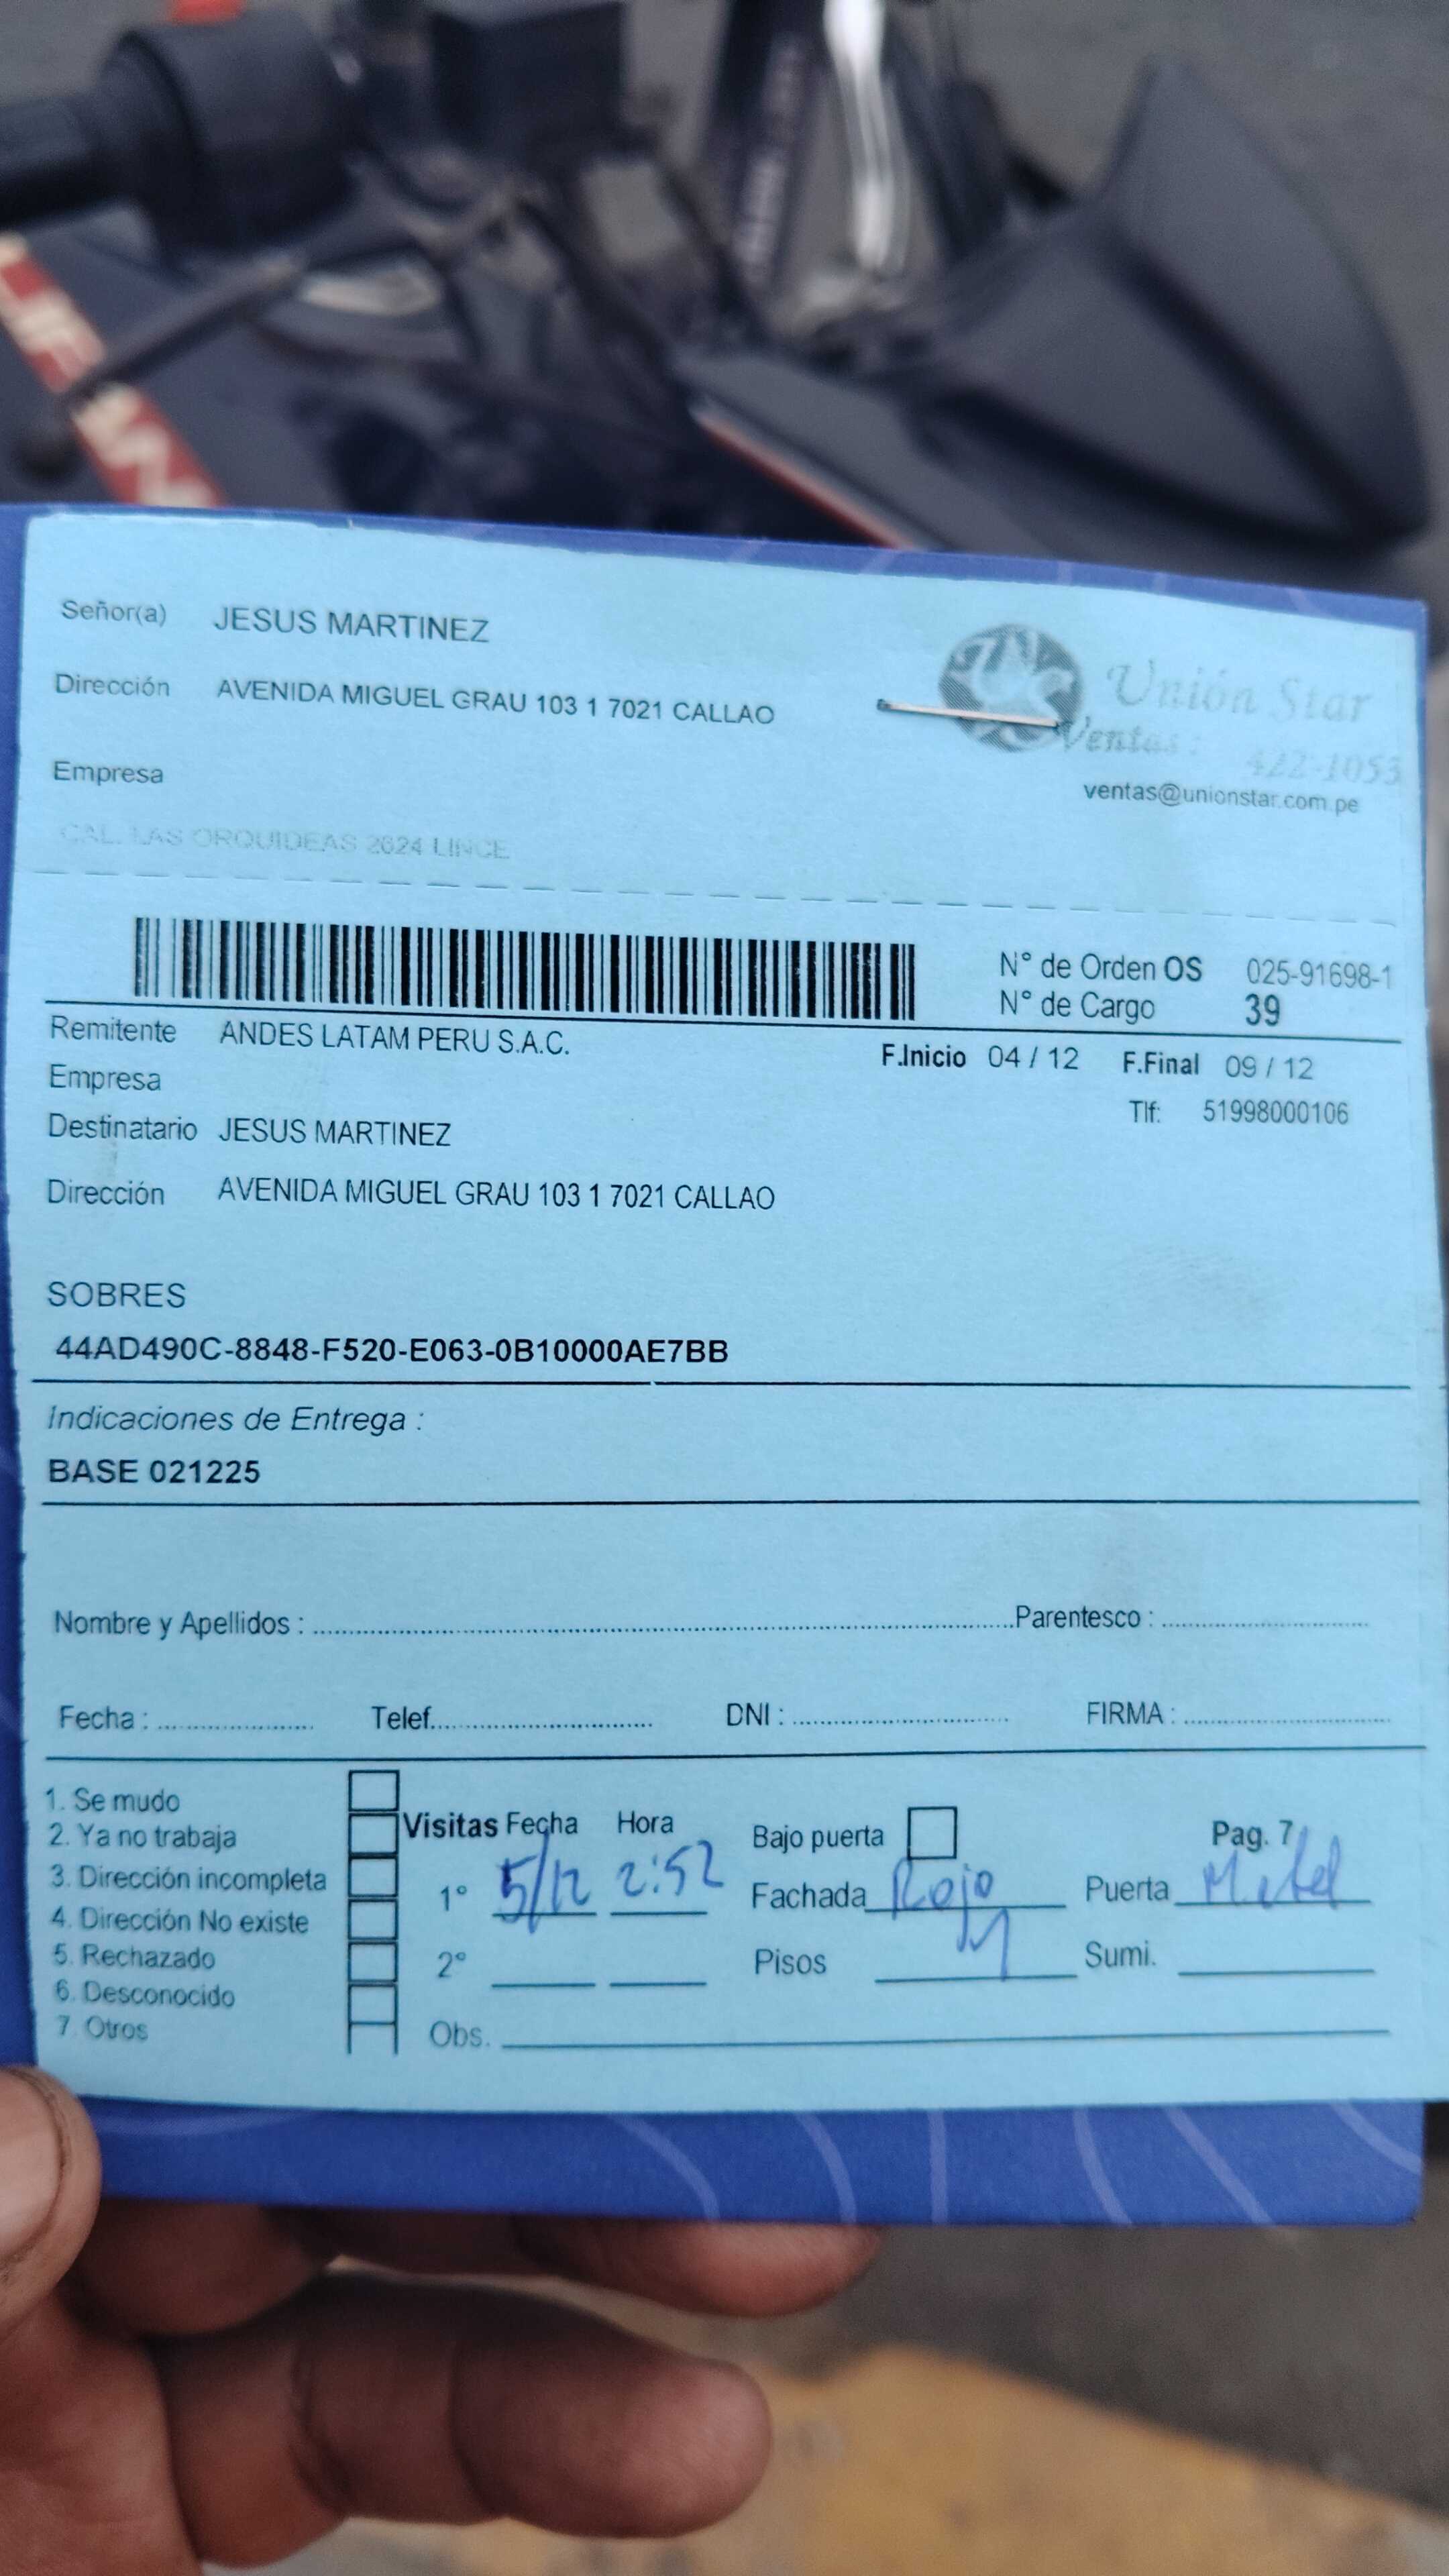 Señor(a) JESUS MARTINEZ
Dirección AVENIDA MIGUEL GRAU 103 1 7021 CALLAO
Unión Star
Ventas: 422-1053
ventas@unionstar.com.pe
Empresa
CAL. LAS ORQUIDEAS 2624 LINCE
N° de Orden OS 025-91698-1
N° de Cargo 39
Remitente ANDES LATAM PERU S.A.C.
F.Inicio 04 / 12 F.Final 09 / 12
Empresa
Tlf: 51998000106
Destinatario JESUS MARTINEZ
Dirección AVENIDA MIGUEL GRAU 103 1 7021 CALLAO
SOBRES
44AD490C-8848-F520-E063-0B10000AE7BB
Indicaciones de Entrega :
BASE 021225
Nombre y Apellidos : Parentesco :
Fecha : Telef. DNI : FIRMA :
1. Se mudo
2. Ya no trabaja
3. Dirección incompleta
4. Dirección No existe
5. Rechazado
6. Desconocido
7. Otros
Visitas Fecha Hora
1° 5/12 2:52
2°
Obs.
Bajo puerta Pag. 7
Fachada Rojo Puerta Metal
Pisos Sumi.